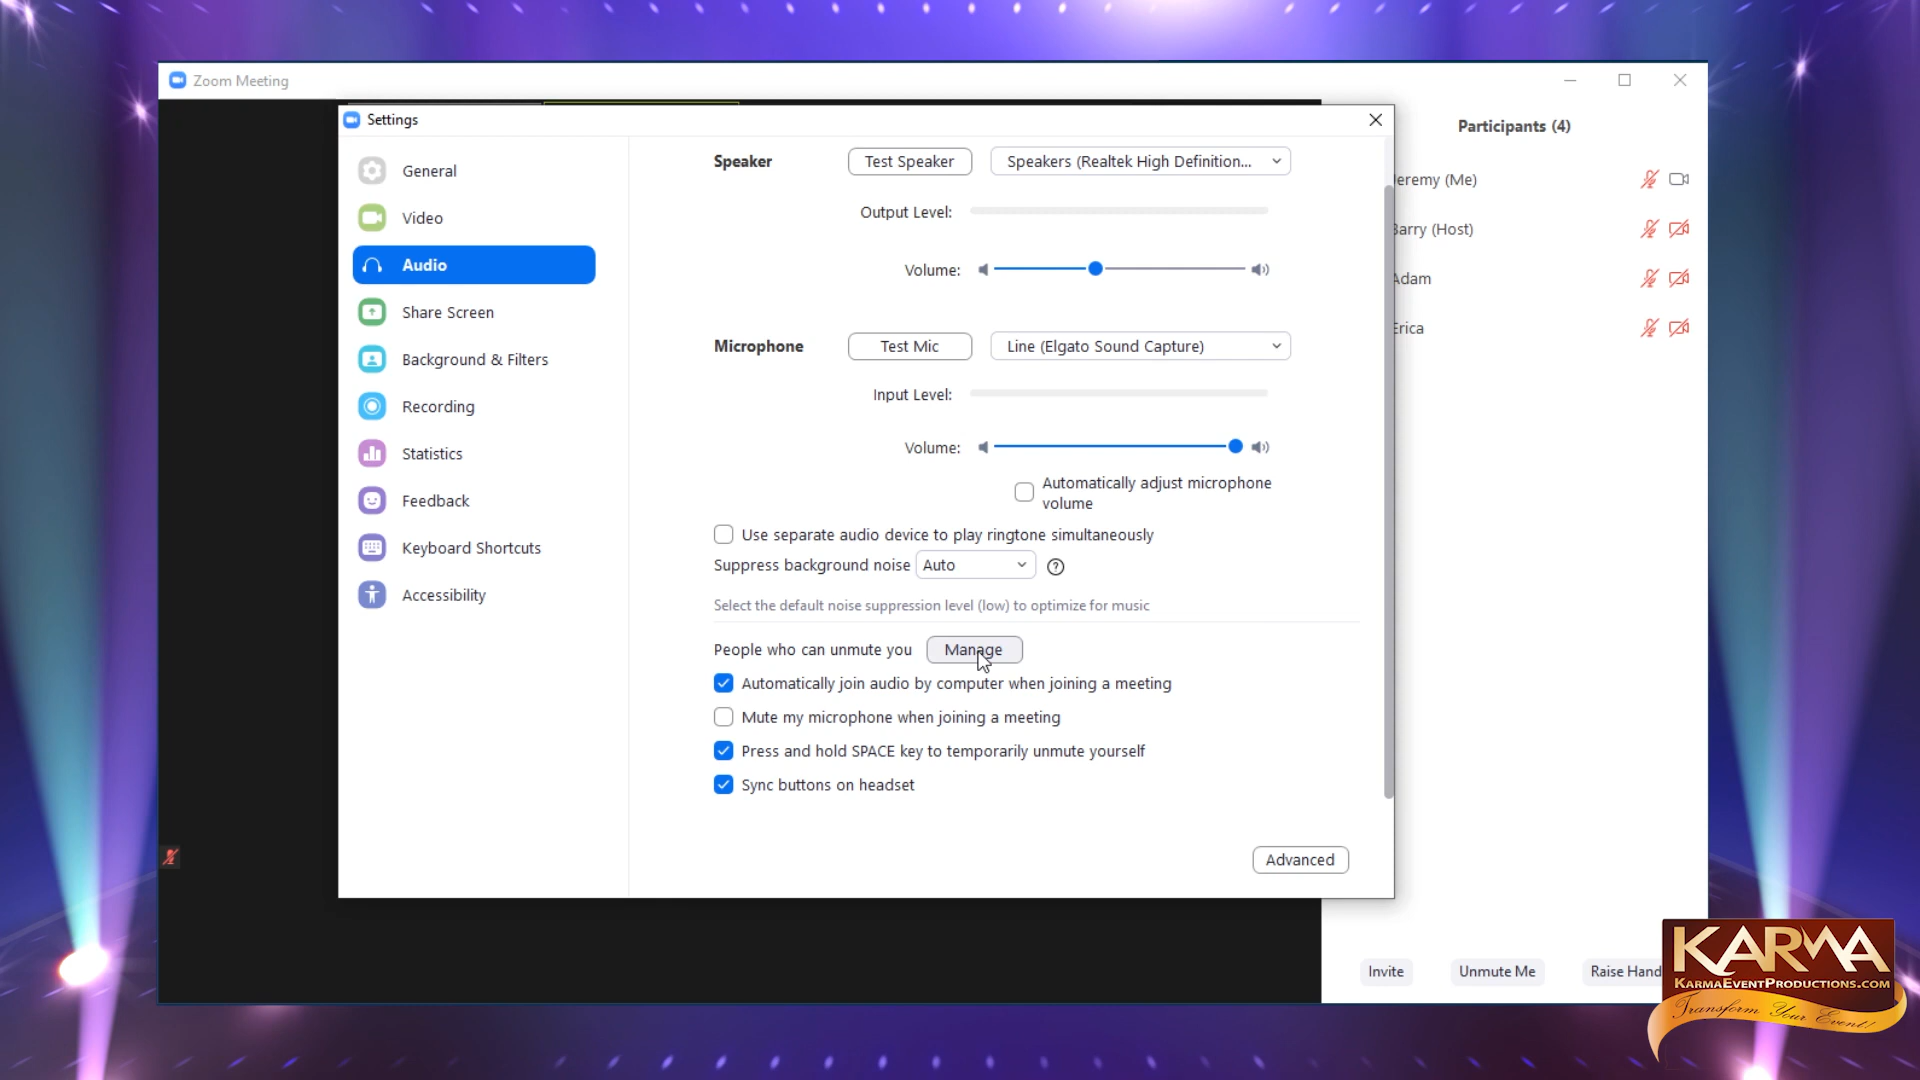 Zoom Meeting
Settings
General
Video
Audio
Share Screen
Background & Filters
Recording
Statistics
Feedback
Keyboard Shortcuts
Accessibility
Speaker
Test Speaker
Speakers (Realtek High Definition...
Output Level:
Volume:
Microphone
Test Mic
Line (Elgato Sound Capture)
Input Level:
Volume:
Automatically adjust microphone
volume
Use separate audio device to play ringtone simultaneously
Suppress background noise Auto
Select the default noise suppression level (low) to optimize for music
People who can unmute you Manage
Automatically join audio by computer when joining a meeting
Mute my microphone when joining a meeting
Press and hold SPACE key to temporarily unmute yourself
Sync buttons on headset
Advanced
Participants (4)
Jeremy (Me)
Barry (Host)
Adam
Erica
Invite
Unmute Me
Raise Hand
KARMA
KARMAEVENTPRODUCTIONS.COM
Transform Your Event!